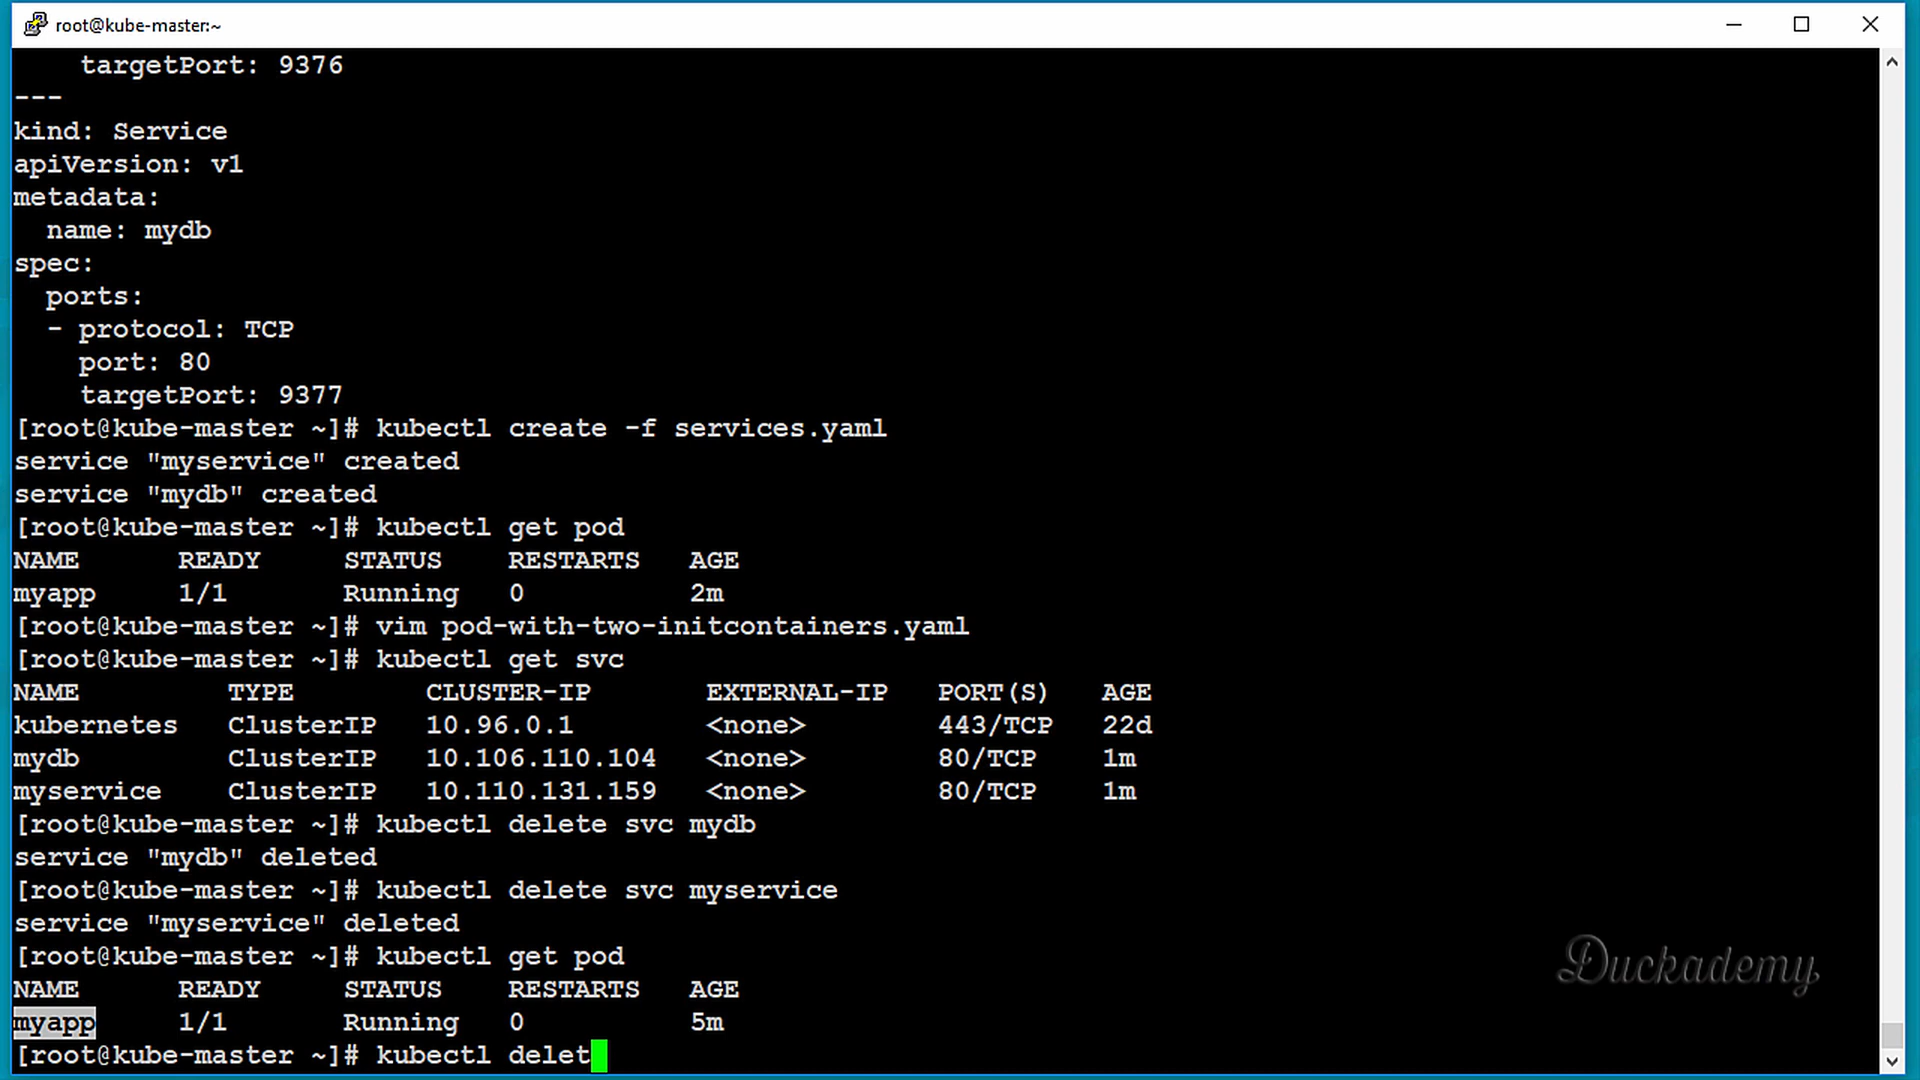 root@kube-master:~
    targetPort: 9376
---
kind: Service
apiVersion: v1
metadata:
  name: mydb
spec:
  ports:
  - protocol: TCP
    port: 80
    targetPort: 9377
[root@kube-master ~]# kubectl create -f services.yaml
service "myservice" created
service "mydb" created
[root@kube-master ~]# kubectl get pod
NAME      READY     STATUS    RESTARTS   AGE
myapp     1/1       Running   0          2m
[root@kube-master ~]# vim pod-with-two-initcontainers.yaml
[root@kube-master ~]# kubectl get svc
NAME         TYPE        CLUSTER-IP       EXTERNAL-IP   PORT(S)   AGE
kubernetes   ClusterIP   10.96.0.1        <none>        443/TCP   22d
mydb         ClusterIP   10.106.110.104   <none>        80/TCP    1m
myservice    ClusterIP   10.110.131.159   <none>        80/TCP    1m
[root@kube-master ~]# kubectl delete svc mydb
service "mydb" deleted
[root@kube-master ~]# kubectl delete svc myservice
service "myservice" deleted
[root@kube-master ~]# kubectl get pod
NAME      READY     STATUS    RESTARTS   AGE
myapp     1/1       Running   0          5m
[root@kube-master ~]# kubectl delet
Duckademy